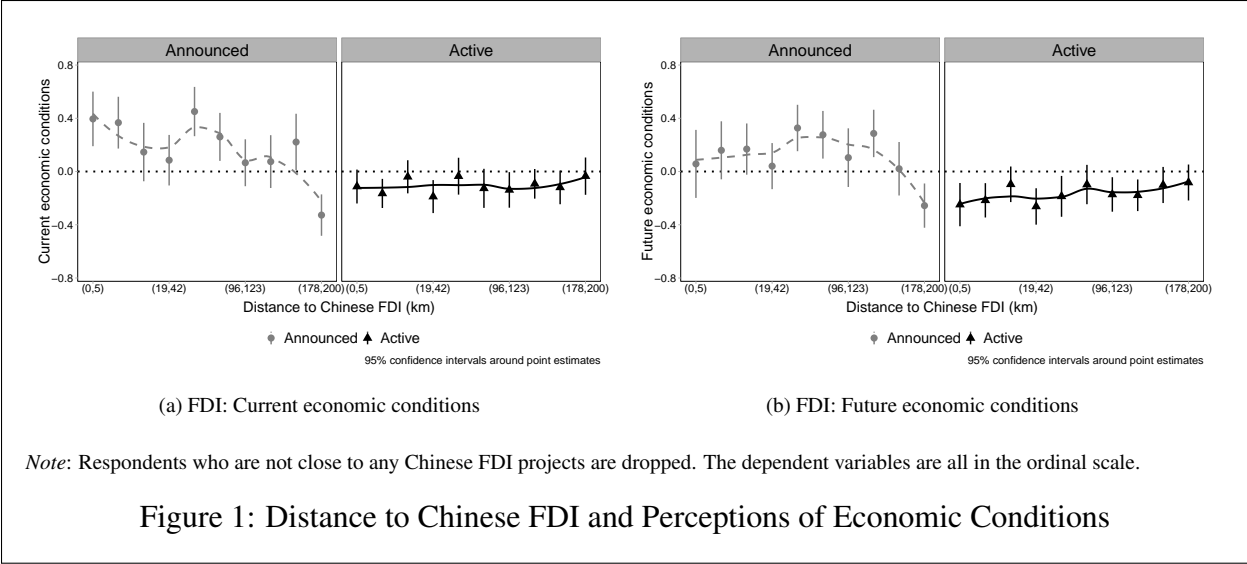 Announced Active
Current economic conditions
0.8
0.4
0.0
−0.4
−0.8
(0,5) (19,42) (96,123) (178,200) (0,5) (19,42) (96,123) (178,200)
Distance to Chinese FDI (km)
Announced Active
95% confidence intervals around point estimates
(a) FDI: Current economic conditions
Announced Active
Future economic conditions
0.8
0.4
0.0
−0.4
−0.8
(0,5) (19,42) (96,123) (178,200) (0,5) (19,42) (96,123) (178,200)
Distance to Chinese FDI (km)
Announced Active
95% confidence intervals around point estimates
(b) FDI: Future economic conditions
Note: Respondents who are not close to any Chinese FDI projects are dropped. The dependent variables are all in the ordinal scale.
Figure 1: Distance to Chinese FDI and Perceptions of Economic Conditions